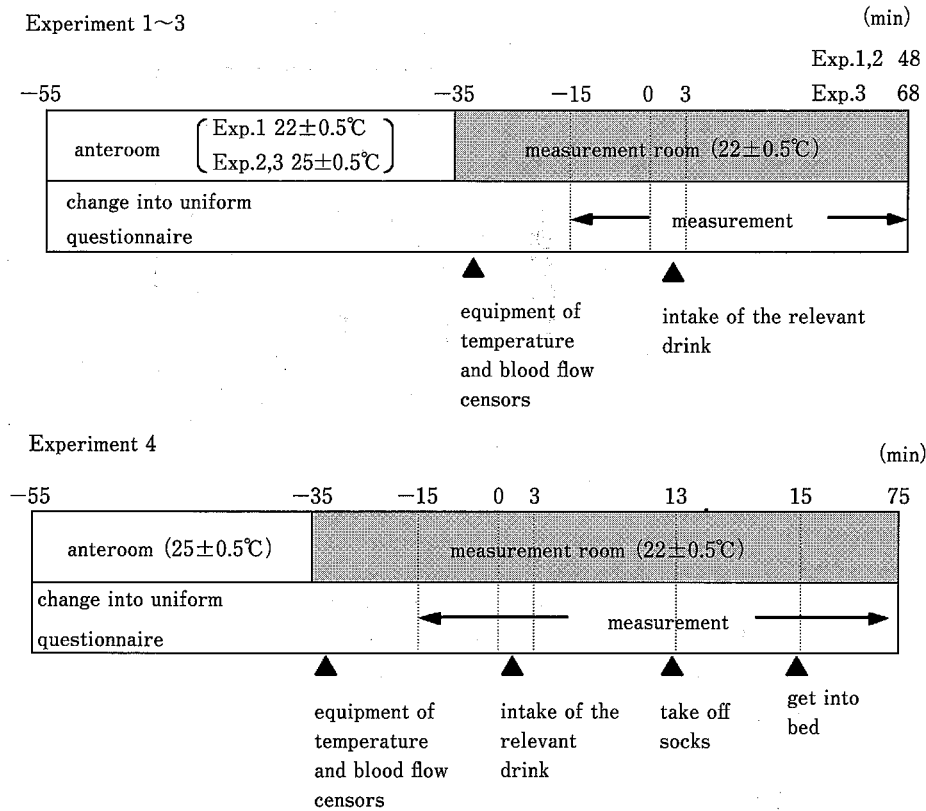 Experiment 1~3
(min)
Exp.1,2 48
−55 −35 −15 0 3 Exp.3 68
anteroom (Exp.1 22±0.5℃
Exp.2,3 25±0.5℃)
measurement room (22±0.5℃)
change into uniform
questionnaire
measurement
equipment of
temperature
and blood flow
censors
intake of the relevant
drink
Experiment 4
(min)
−55 −35 −15 0 3 13 15 75
anteroom (25±0.5℃) measurement room (22±0.5℃)
change into uniform
questionnaire
measurement
equipment of
temperature
and blood flow
censors
intake of the
relevant
drink
take off
socks
get into
bed